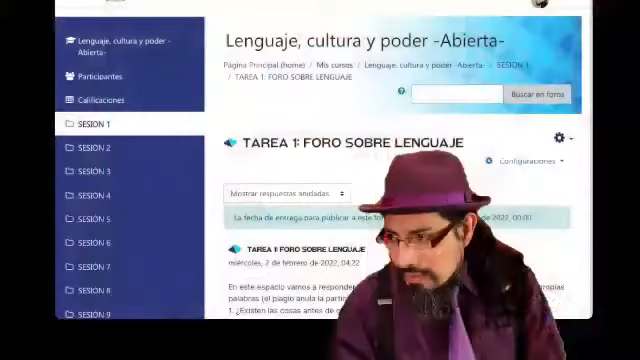 Lenguaje, cultura y poder -
Abierta-
Participantes
Calificaciones
SESION 1
SESION 2
SESION 3
SESION 4
SESION 5
SESION 6
SESION 7
SESION 8
SESION 9
Lenguaje, cultura y poder -Abierta-
Página Principal (home) / Mis cursos / Lenguaje, cultura y poder -Abierta- / SESION 1
/ TAREA 1: FORO SOBRE LENGUAJE
Buscar en foros
TAREA 1: FORO SOBRE LENGUAJE
Configuraciones
Mostrar respuestas anidadas
La fecha de entrega para publicar a este de 2022, 00:00
TAREA 1: FORO SOBRE LENGUAJE
miércoles, 2 de febrero de 2022, 04:22
En este espacio vamos a responder propias
palabras (el plagio anula la
1. ¿Existen las cosas antes de